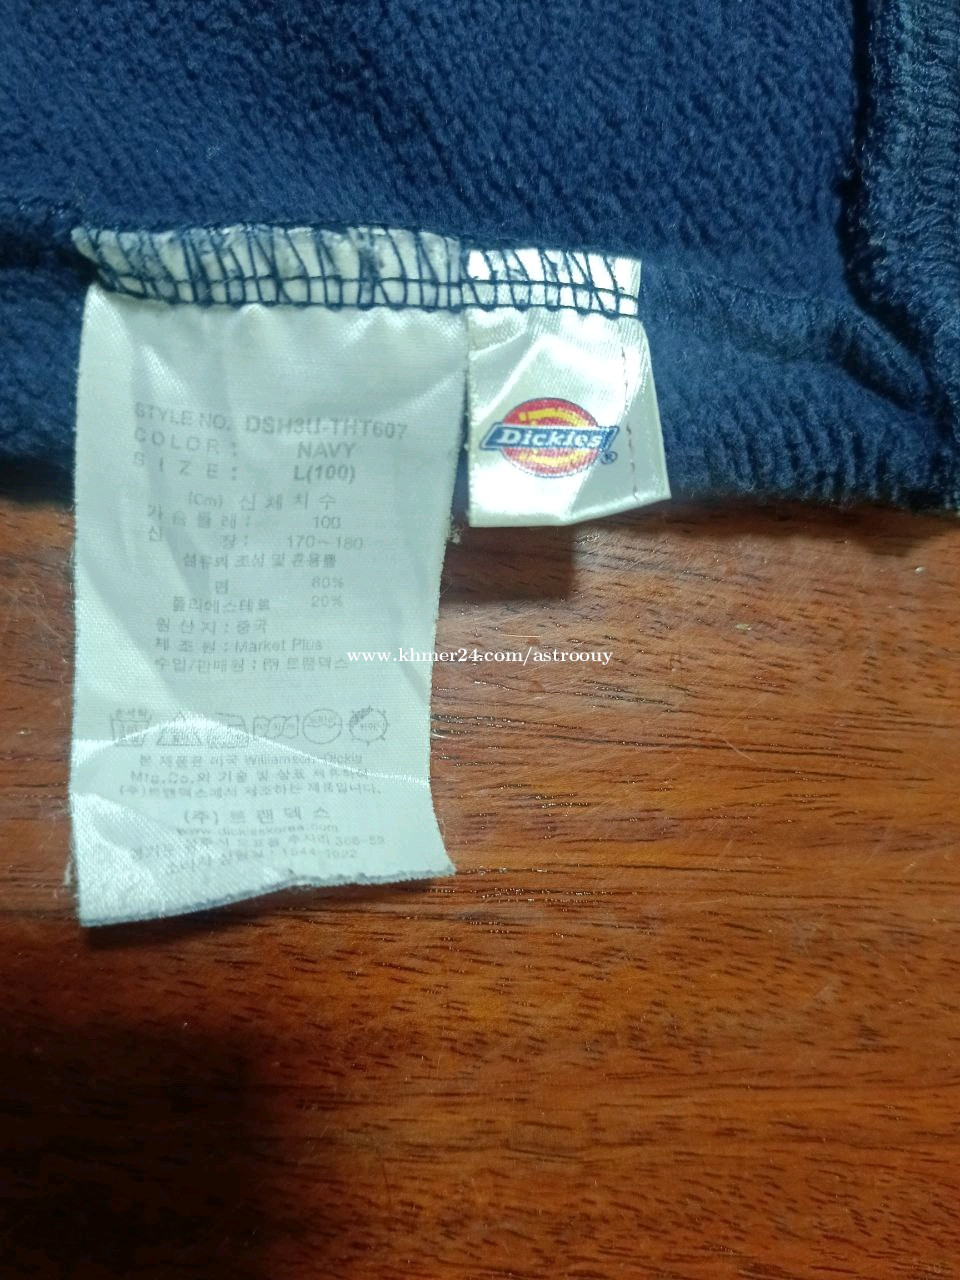 STYLE NO. DSH3U-THT607
COLOR : NAVY
SIZE : L(100)
(Cm) 신체치수
가슴둘레 : 100
신 장 : 170~180
섬유의 조성 및 혼용률
면 80%
폴리에스테르 20%
원산지 : 중국
제조원 : Market Plus
수입/판매원 : ㈜ 트랜덱스
본 제품은 미국 Williamson-Dickie
Mfg.Co.의 기술 및 상표
(주)트랜덱스에서 제조하는 제품입니다.
(주) 트랜덱스
www.dickieskorea.com
Dickies®
www.khmer24.com/astroouy